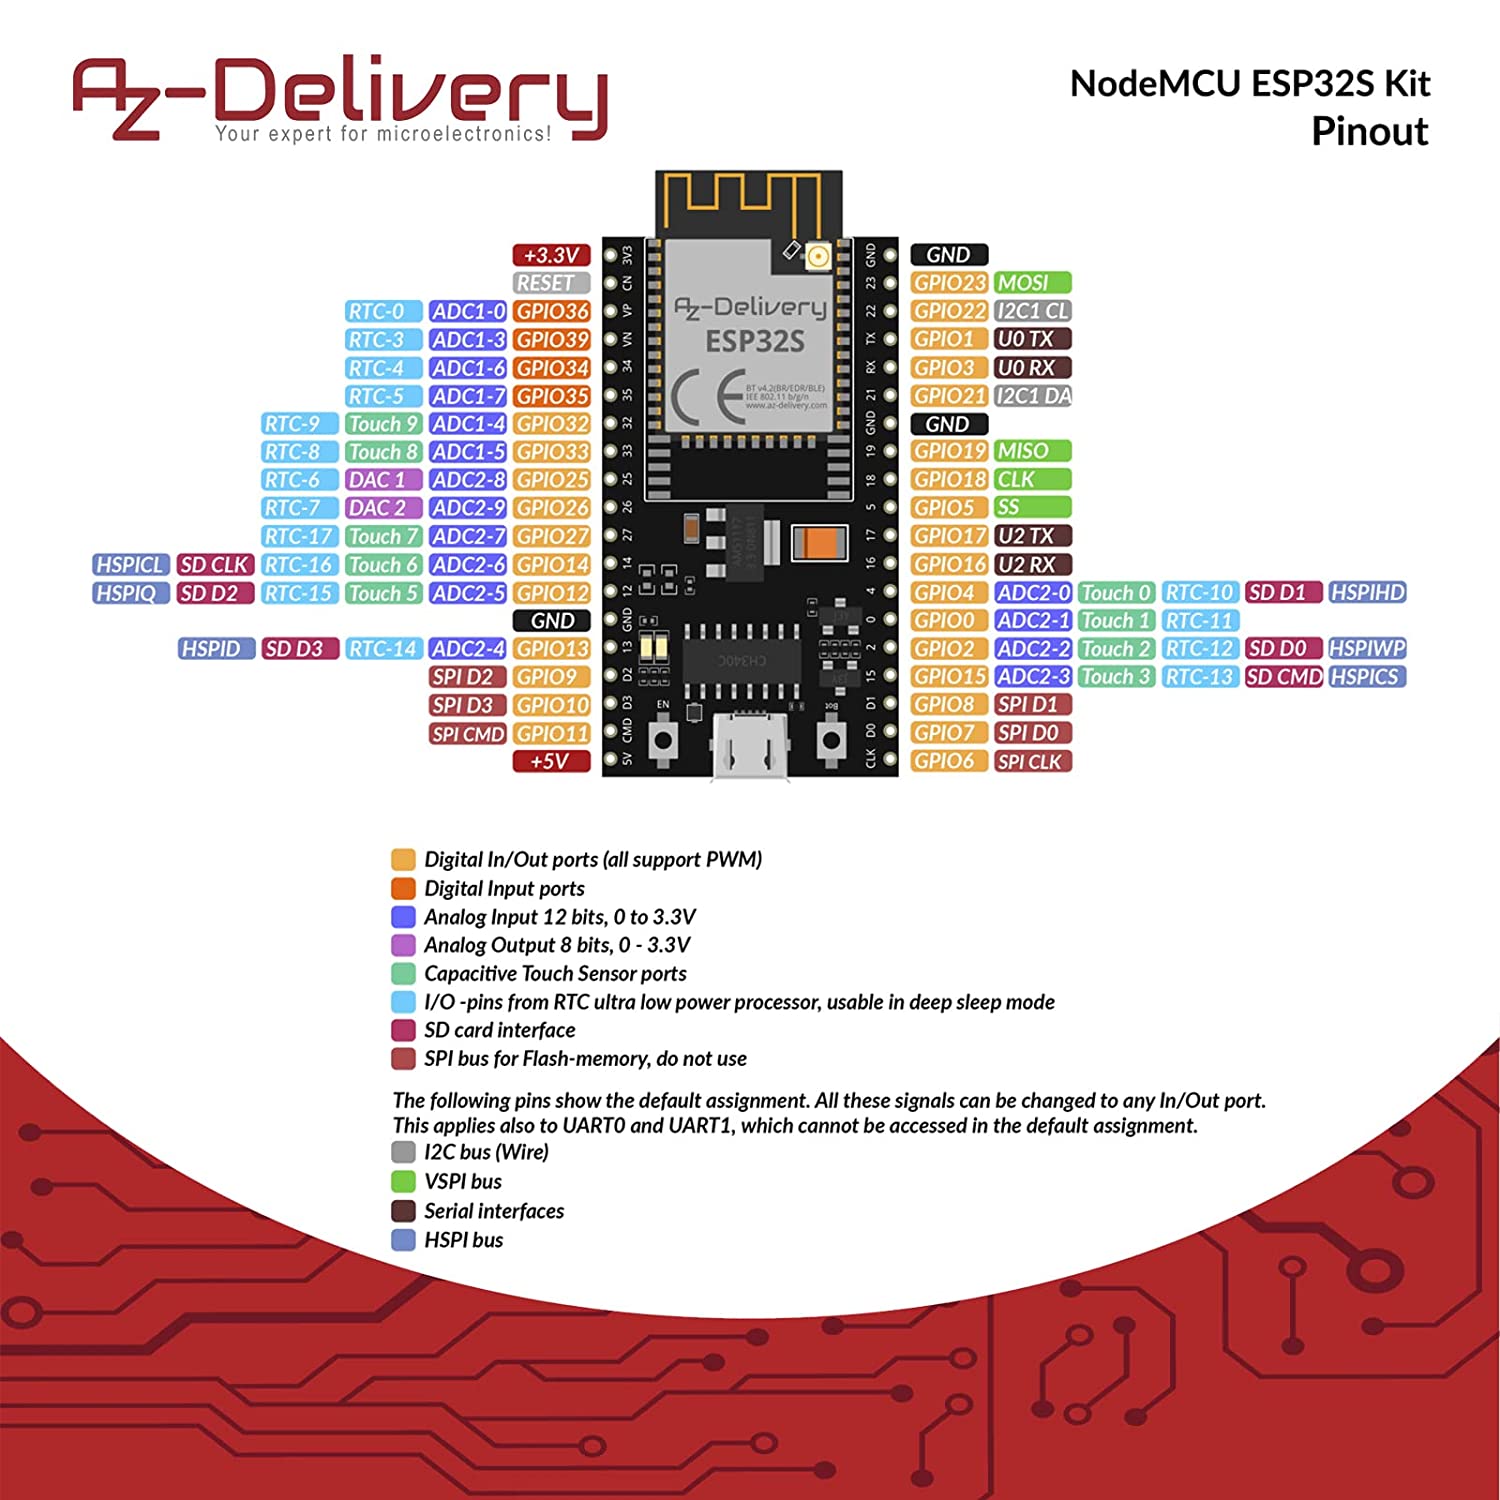 Az-Delivery
Your expert for microelectronics!
NodeMCU ESP32S Kit
Pinout
+3.3V 3V3 GND GND
RESET CN 23 GPIO23 MOSI
RTC-0 ADC1-0 GPIO36 VP 22 GPIO22 I2C1 CL
RTC-3 ADC1-3 GPIO39 VN TX GPIO1 U0 TX
RTC-4 ADC1-6 GPIO34 34 RX GPIO3 U0 RX
RTC-5 ADC1-7 GPIO35 35 21 GPIO21 I2C1 DA
RTC-9 Touch 9 ADC1-4 GPIO32 32 GND GND
RTC-8 Touch 8 ADC1-5 GPIO33 33 19 GPIO19 MISO
RTC-6 DAC 1 ADC2-8 GPIO25 25 18 GPIO18 CLK
RTC-7 DAC 2 ADC2-9 GPIO26 26 5 GPIO5 SS
RTC-17 Touch 7 ADC2-7 GPIO27 27 17 GPIO17 U2 TX
HSPICL SD CLK RTC-16 Touch 6 ADC2-6 GPIO14 14 16 GPIO16 U2 RX
HSPIQ SD D2 RTC-15 Touch 5 ADC2-5 GPIO12 12 4 GPIO4 ADC2-0 Touch 0 RTC-10 SD D1 HSPIHD
GND GND 0 GPIO0 ADC2-1 Touch 1 RTC-11
HSPID SD D3 RTC-14 ADC2-4 GPIO13 13 2 GPIO2 ADC2-2 Touch 2 RTC-12 SD D0 HSPIWP
SPI D2 GPIO9 D2 15 GPIO15 ADC2-3 Touch 3 RTC-13 SD CMD HSPICS
SPI D3 GPIO10 D3 D1 GPIO8 SPI D1
SPI CMD GPIO11 CMD D0 GPIO7 SPI D0
+5V 5V CLK GPIO6 SPI CLK
Az-Delivery
ESP32S
CE
BT v4.2(BR/EDR/BLE)
IEE 802.11 b/g/n
www.az-delivery.com
AMS1117
CH340C
EN
Bot
Digital In/Out ports (all support PWM)
Digital Input ports
Analog Input 12 bits, 0 to 3.3V
Analog Output 8 bits, 0 - 3.3V
Capacitive Touch Sensor ports
I/O -pins from RTC ultra low power processor, usable in deep sleep mode
SD card interface
SPI bus for Flash-memory, do not use
The following pins show the default assignment. All these signals can be changed to any In/Out port.
This applies also to UART0 and UART1, which cannot be accessed in the default assignment.
I2C bus (Wire)
VSPI bus
Serial interfaces
HSPI bus